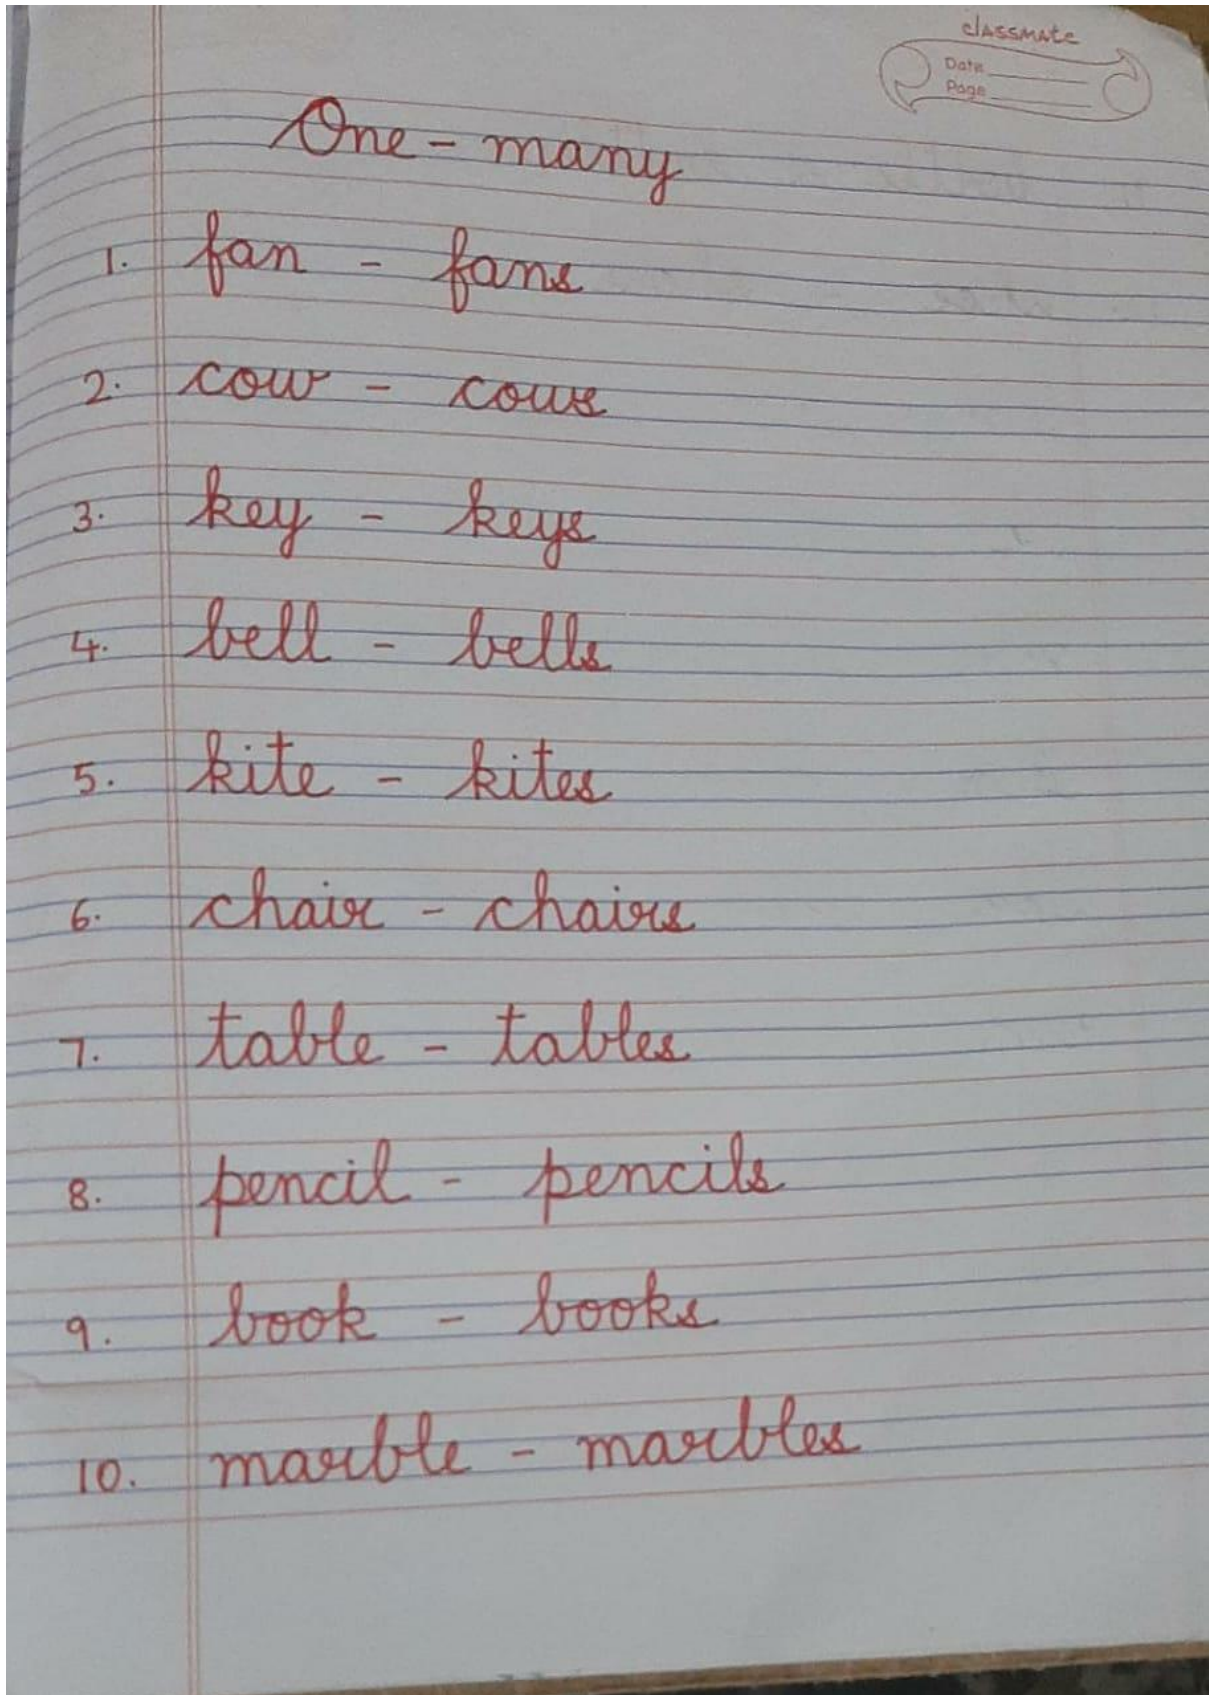 classmate
Date
Page
One - many
1. fan - fans
2. cow - cows
3. key - keys
4. bell - bells
5. kite - kites
6. chair - chairs
7. table - tables
8. pencil - pencils
9. book - books
10. marble - marbles